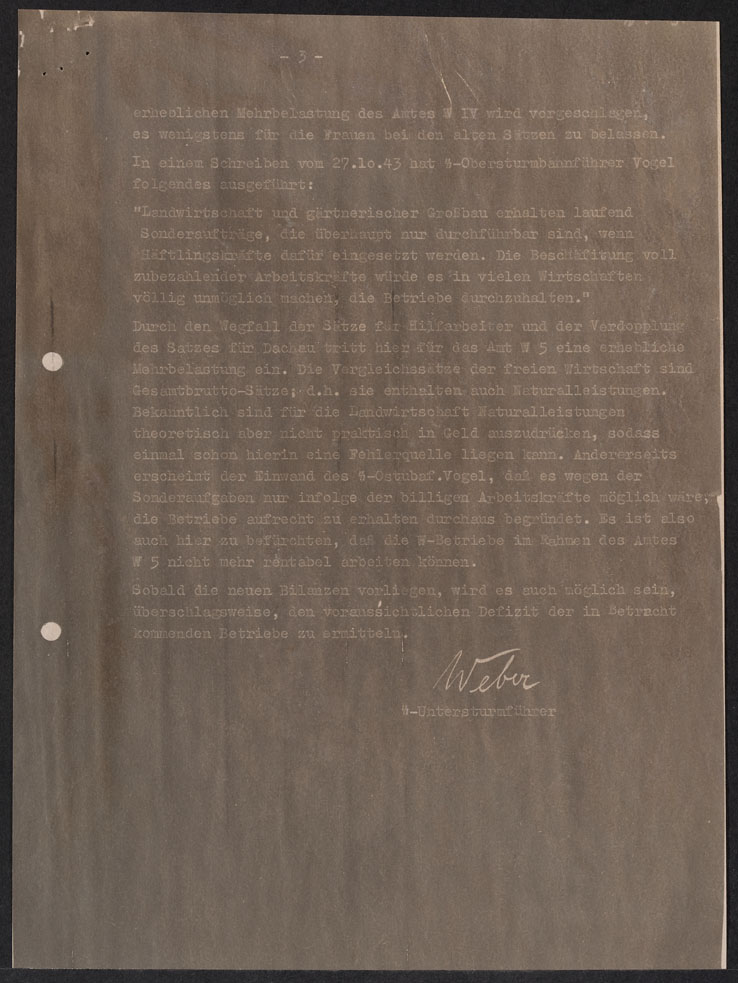 - 3 -
erheblichen Mehrbelastung des Amtes W IV wird vorgeschlagen,
es wenigstens für die Frauen bei den alten Sätzen zu belassen.
In einem Schreiben vom 27.10.43 hat ᛋᛋ-Obersturmbannführer Vogel
folgendes ausgeführt:
"Landwirtschaft und gärtnerischer Großbau erhalten laufend
Sonderaufträge, die überhaupt nur durchführbar sind, wenn
Häftlingskräfte dafür eingesetzt werden. Die Beschäfitung voll
zubezahlender Arbeitskräfte würde es in vielen Wirtschaften
völlig unmöglich machen, die Betriebe durchzuhalten."
Durch den Wegfall der Sätze für Hilfarbeiter und der Verdopplung
des Satzes für Dachau tritt hier für das Amt W 5 eine erhebliche
Mehrbelastung ein. Die Vergleichssätze der freien Wirtschaft sind
Gesamtbrutto-Sätze; d.h. sie enthalten auch Naturalleistungen.
Bekanntlich sind für die Landwirtschaft Naturalleistungen
theoretisch aber nicht praktisch in Geld auszudrücken, sodass
einmal schon hierin eine Fehlerquelle liegen kann. Andererseits
erscheint der Einwand des ᛋᛋ-Ostubaf.Vogel, daß es wegen der
Sonderaufgaben nur infolge der billigen Arbeitskräfte möglich wäre,
die Betriebe aufrecht zu erhalten durchaus begründet. Es ist also
auch hier zu befürchten, daß die W-Betriebe im Rahmen des Amtes
W 5 nicht mehr rentabel arbeiten können.
Sobald die neuen Bilanzen vorliegen, wird es auch möglich sein,
überschlagsweise, den voraussichtlichen Defizit der in Betracht
kommenden Betriebe zu ermitteln.
Weber
ᛋᛋ-Untersturmführer